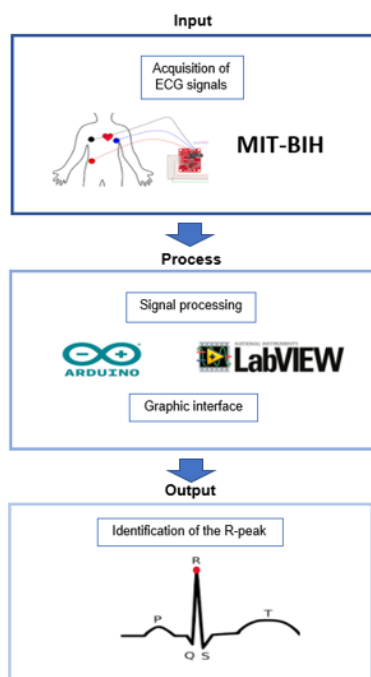 Input
Acquisition of
ECG signals
MIT-BIH
Process
Signal processing
ARDUINO
NATIONAL INSTRUMENTS
LabVIEW
Graphic interface
Output
Identification of the R-peak
R
P
T
Q S